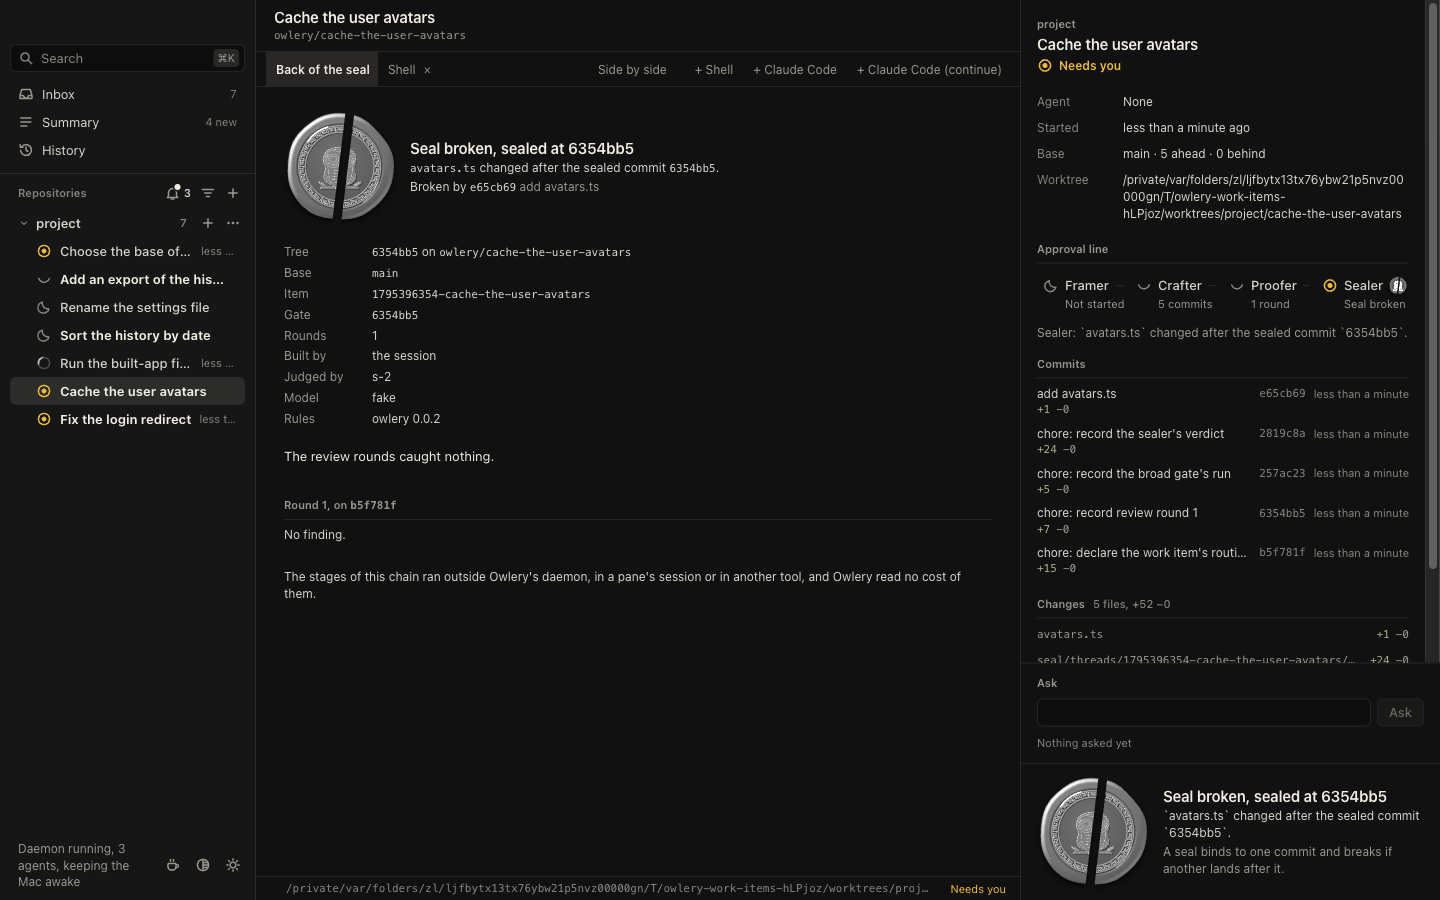 Search ⌘K
Inbox 7
Summary 4 new
History
Repositories 3
project 7
Choose the base of... less ...
Add an export of the his...
Rename the settings file
Sort the history by date
Run the built-app fi... less ...
Cache the user avatars
Fix the login redirect less t...
Daemon running, 3
agents, keeping the
Mac awake
Cache the user avatars
owlery/cache-the-user-avatars
Back of the seal Shell × Side by side + Shell + Claude Code + Claude Code (continue)
Seal broken, sealed at 6354bb5
avatars.ts changed after the sealed commit 6354bb5.
Broken by e65cb69 add avatars.ts
Tree 6354bb5 on owlery/cache-the-user-avatars
Base main
Item 1795396354-cache-the-user-avatars
Gate 6354bb5
Rounds 1
Built by the session
Judged by s-2
Model fake
Rules owlery 0.0.2
The review rounds caught nothing.
Round 1, on b5f781f
No finding.
The stages of this chain ran outside Owlery's daemon, in a pane's session or in another tool, and Owlery read no cost of
them.
/private/var/folders/zl/ljfbytx13tx76ybw21p5nvz00000gn/T/owlery-work-items-hLPjoz/worktrees/proj… Needs you
project
Cache the user avatars
Needs you
Agent None
Started less than a minute ago
Base main · 5 ahead · 0 behind
Worktree /private/var/folders/zl/ljfbytx13tx76ybw21p5nvz00
000gn/T/owlery-work-items-
hLPjoz/worktrees/project/cache-the-user-avatars
Approval line
Framer Crafter Proofer Sealer
Not started 5 commits 1 round Seal broken
Sealer: `avatars.ts` changed after the sealed commit `6354bb5`.
Commits
add avatars.ts e65cb69 less than a minute
+1 −0
chore: record the sealer's verdict 2819c8a less than a minute
+24 −0
chore: record the broad gate's run 257ac23 less than a minute
+5 −0
chore: record review round 1 6354bb5 less than a minute
+7 −0
chore: declare the work item's routi... b5f781f less than a minute
+15 −0
Changes 5 files, +52 −0
avatars.ts +1 −0
seal/threads/1795396354-cache-the-user-avatars/… +24 −0
Ask
Ask
Nothing asked yet
Seal broken, sealed at 6354bb5
`avatars.ts` changed after the sealed commit
`6354bb5`.
A seal binds to one commit and breaks if
another lands after it.